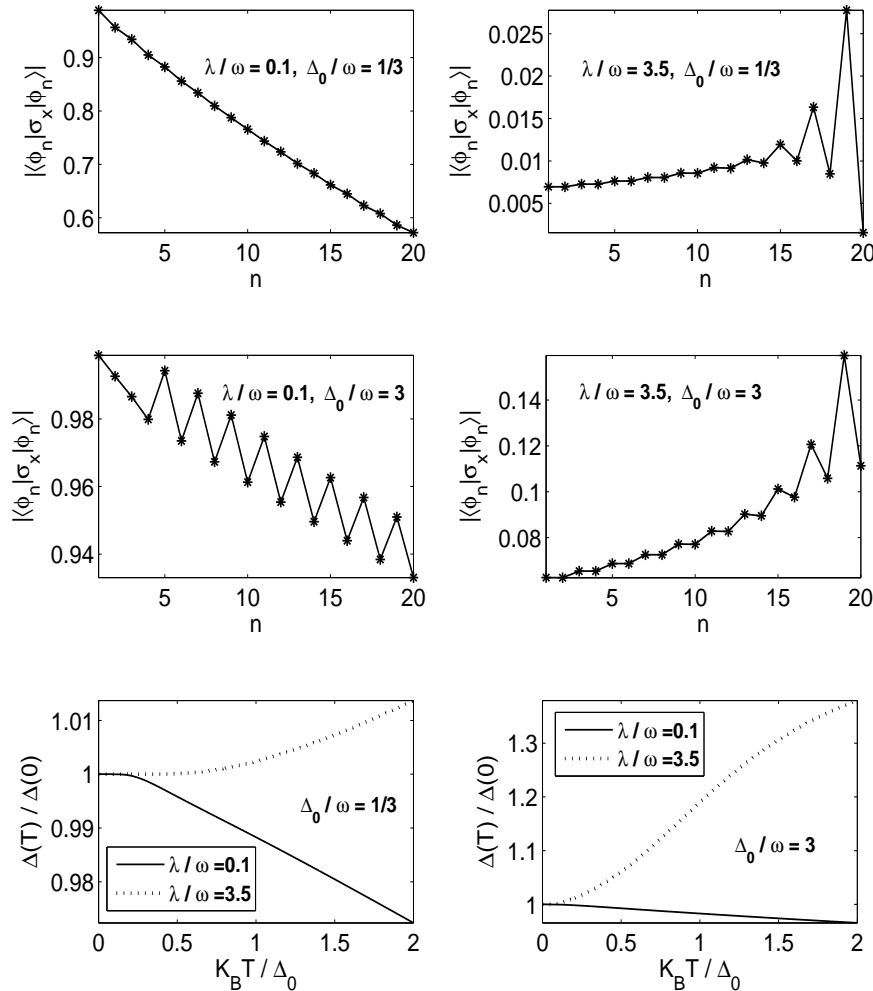 |⟨ϕn|σx|ϕn⟩|
0.9
0.8
0.7
0.6
λ / ω = 0.1, Δ0 / ω = 1/3
5
10
15
20
n
|⟨ϕn|σx|ϕn⟩|
0.025
0.02
0.015
0.01
0.005
λ / ω = 3.5, Δ0 / ω = 1/3
5
10
15
20
n
|⟨ϕn|σx|ϕn⟩|
0.98
0.96
0.94
λ / ω = 0.1, Δ0 / ω = 3
5
10
15
20
n
|⟨ϕn|σx|ϕn⟩|
0.14
0.12
0.1
0.08
λ / ω = 3.5, Δ0 / ω = 3
5
10
15
20
n
Δ(T) / Δ(0)
1.01
1
0.99
0.98
Δ0 / ω = 1/3
λ / ω =0.1
λ / ω =3.5
0
0.5
1
1.5
2
KBT / Δ0
Δ(T) / Δ(0)
1.3
1.2
1.1
1
λ / ω =0.1
λ / ω =3.5
Δ0 / ω = 3
0
0.5
1
1.5
2
KBT / Δ0